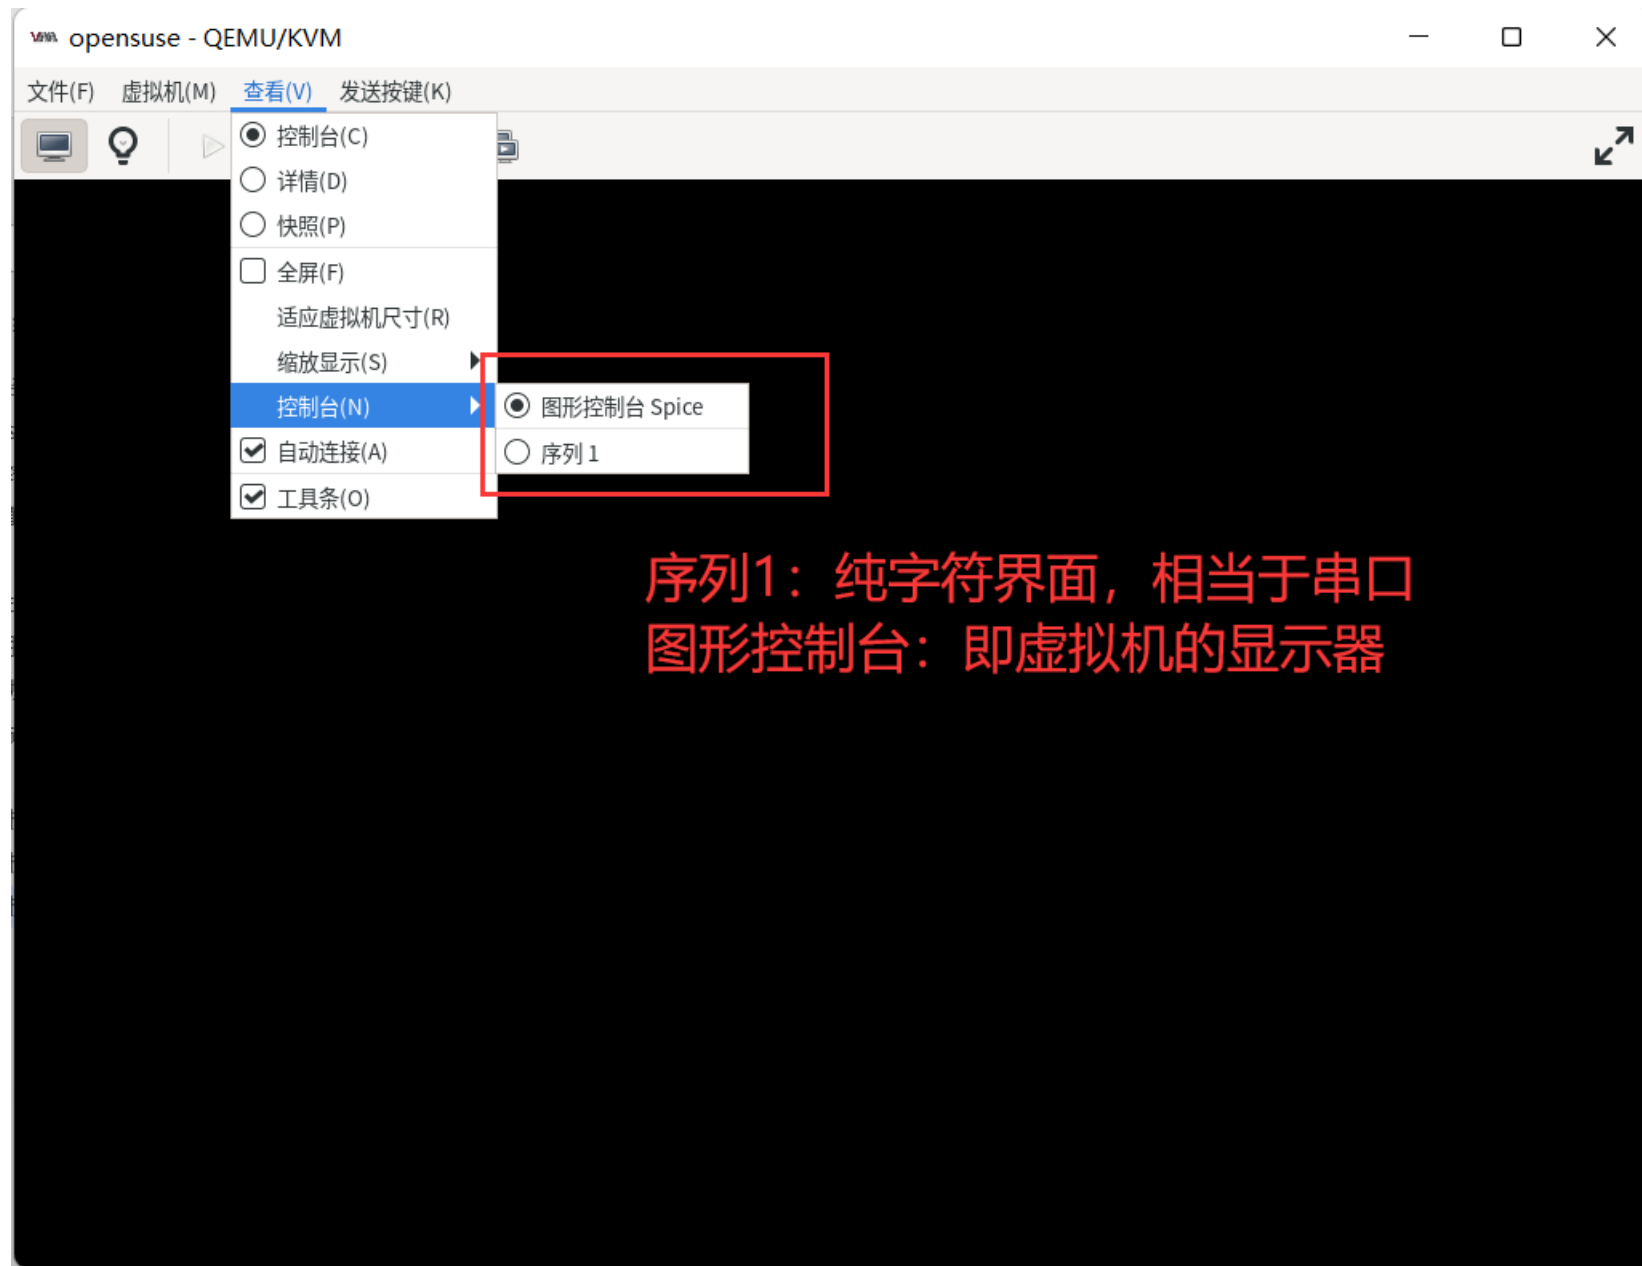 opensuse - QEMU/KVM
文件(F) 虚拟机(M) 查看(V) 发送按键(K)
控制台(C)
详情(D)
快照(P)
全屏(F)
适应虚拟机尺寸(R)
缩放显示(S)
控制台(N)
图形控制台 Spice
自动连接(A)
序列 1
工具条(O)
序列1：纯字符界面，相当于串口
图形控制台：即虚拟机的显示器